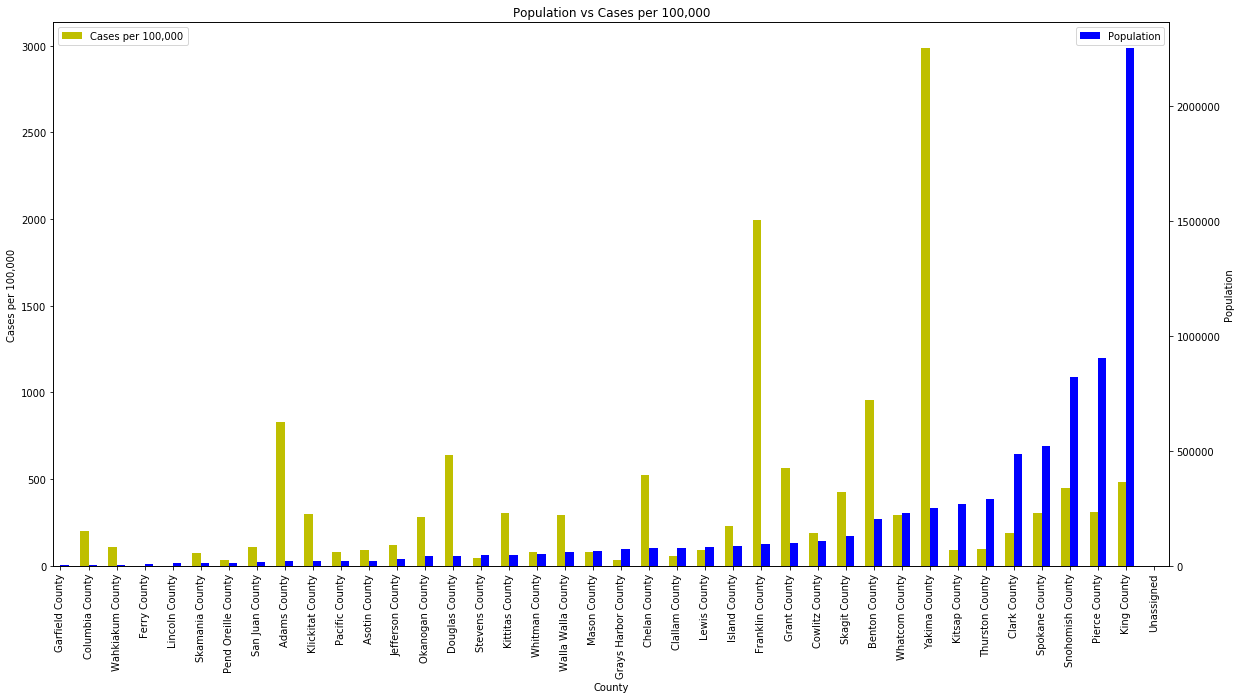 Population vs Cases per 100,000
Cases per 100,000
Population
3000
2500
2000
1500
1000
500
0
Cases per 100,000
2000000
1500000
1000000
500000
0
Population
Garfield County
Columbia County
Wahkiakum County
Ferry County
Lincoln County
Skamania County
Pend Oreille County
San Juan County
Adams County
Klickitat County
Pacific County
Asotin County
Jefferson County
Okanogan County
Douglas County
Stevens County
Kittitas County
Whitman County
Walla Walla County
Mason County
Grays Harbor County
Chelan County
Clallam County
Lewis County
Island County
Franklin County
Grant County
Cowlitz County
Skagit County
Benton County
Whatcom County
Yakima County
Kitsap County
Thurston County
Clark County
Spokane County
Snohomish County
Pierce County
King County
Unassigned
County